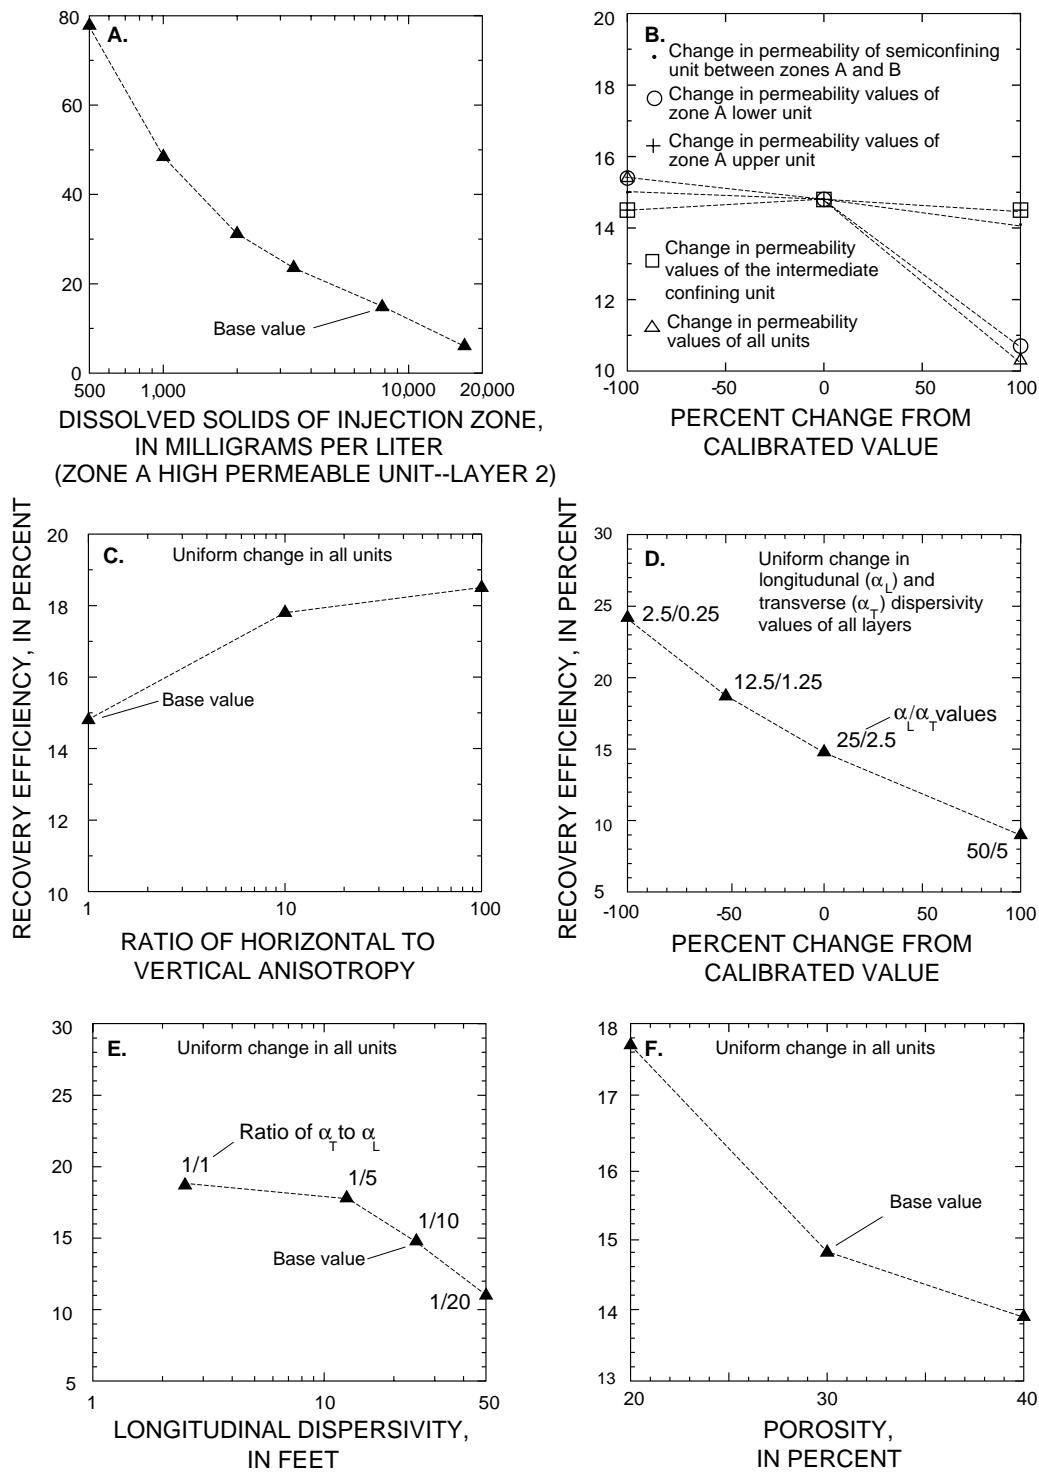 A.
80
60
40
20
0
Base value
500
1,000
10,000
20,000
DISSOLVED SOLIDS OF INJECTION ZONE,
IN MILLIGRAMS PER LITER
(ZONE A HIGH PERMEABLE UNIT--LAYER 2)
B.
20
18
16
14
12
10
Change in permeability of semiconfining
unit between zones A and B
Change in permeability values of
zone A lower unit
Change in permeability values of
zone A upper unit
Change in permeability
values of the intermediate
confining unit
Change in permeability
values of all units
-100
-50
0
50
100
PERCENT CHANGE FROM
CALIBRATED VALUE
RECOVERY EFFICIENCY, IN PERCENT
C.
Uniform change in all units
20
18
16
14
12
10
Base value
1
10
100
RATIO OF HORIZONTAL TO
VERTICAL ANISOTROPY
RECOVERY EFFICIENCY, IN PERCENT
D.
30
25
20
15
10
5
Uniform change in
longitudunal (αL) and
transverse (αT) dispersivity
values of all layers
2.5/0.25
12.5/1.25
αL/αT values
25/2.5
50/5
-100
-50
0
50
100
PERCENT CHANGE FROM
CALIBRATED VALUE
E.
Uniform change in all units
30
25
20
15
10
5
Ratio of αT to αL
1/1
1/5
1/10
Base value
1/20
1
10
50
LONGITUDINAL DISPERSIVITY,
IN FEET
F.
Uniform change in all units
18
17
16
15
14
13
Base value
20
30
40
POROSITY,
IN PERCENT